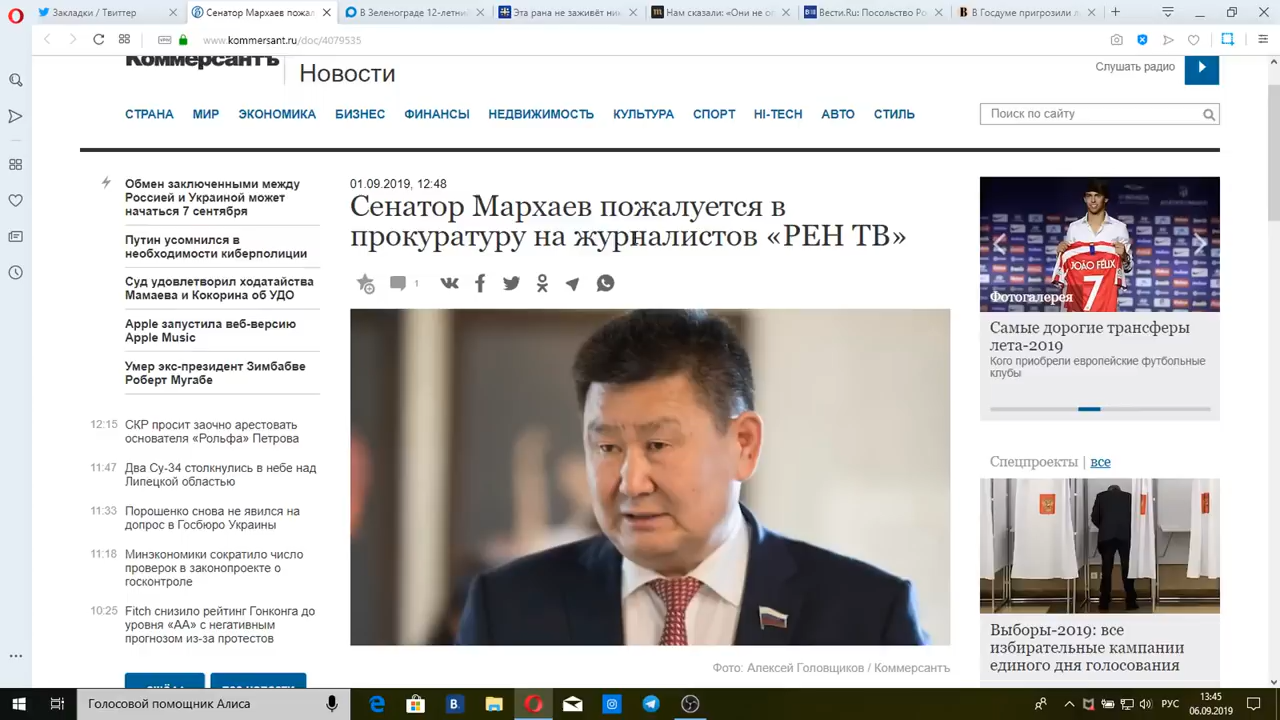 Закладки / Твиттер
Сенатор Мархаев пожал
В Зеленограде 12-летни
Эта рана не заживёт ни
Нам сказали: «Они не о
Вести.Ru: Посольство Ро
В Госдуме пригрозили
VPN
www.kommersant.ru/doc/4079535
Коммерсантъ
Новости
Слушать радио
СТРАНА МИР ЭКОНОМИКА БИЗНЕС ФИНАНСЫ НЕДВИЖИМОСТЬ КУЛЬТУРА СПОРТ HI-TECH АВТО СТИЛЬ
Поиск по сайту
Обмен заключенными между
Россией и Украиной может
начаться 7 сентября
Путин усомнился в
необходимости киберполиции
Суд удовлетворил ходатайства
Мамаева и Кокорина об УДО
Apple запустила веб-версию
Apple Music
Умер экс-президент Зимбабве
Роберт Мугабе
12:15 СКР просит заочно арестовать
основателя «Рольфа» Петрова
11:47 Два Су-34 столкнулись в небе над
Липецкой областью
11:33 Порошенко снова не явился на
допрос в Госбюро Украины
11:18 Минэкономики сократило число
проверок в законопроекте о
госконтроле
10:25 Fitch снизило рейтинг Гонконга до
уровня «AA» с негативным
прогнозом из-за протестов
01.09.2019, 12:48
Сенатор Мархаев пожалуется в
прокуратуру на журналистов «РЕН ТВ»
1
Фото: Алексей Головщиков / Коммерсантъ
JOÃO FÉLIX
7
Фотогалерея
Самые дорогие трансферы
лета-2019
Кого приобрели европейские футбольные
клубы
Спецпроекты | все
Выборы-2019: все
избирательные кампании
единого дня голосования
Голосовой помощник Алиса
РУС
13:45
06.09.2019